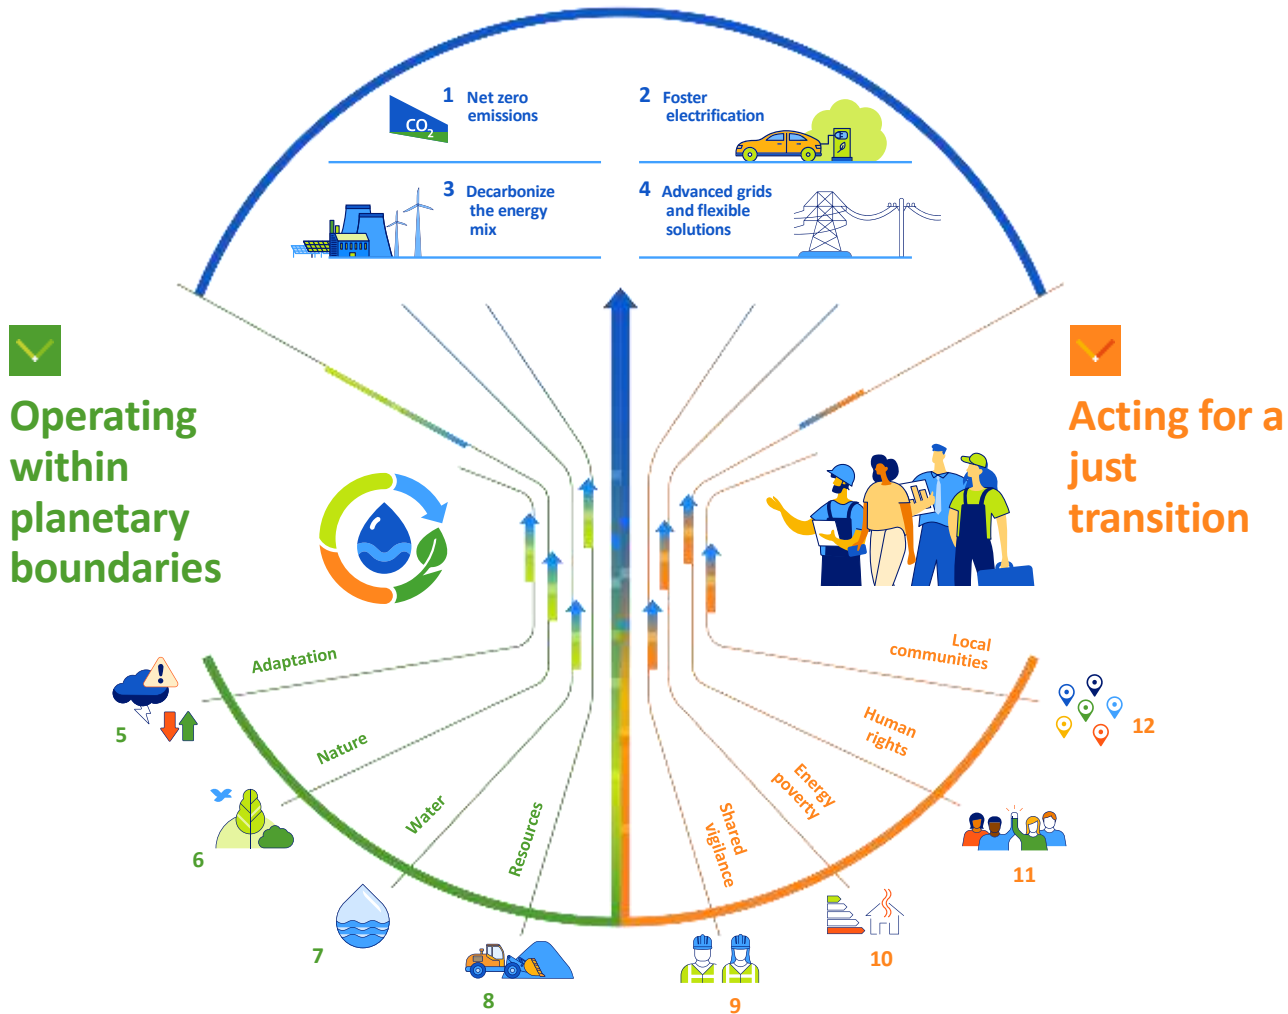 1 Net zero
emissions
CO2
2 Foster
electrification
3 Decarbonize
the energy
mix
4 Advanced grids
and flexible
solutions
Operating
within
planetary
boundaries
Acting for a
just
transition
Adaptation
5
Nature
6
Water
7
Resources
8
Shared
vigilance
9
Energy
poverty
10
Human
rights
11
Local
communities
12